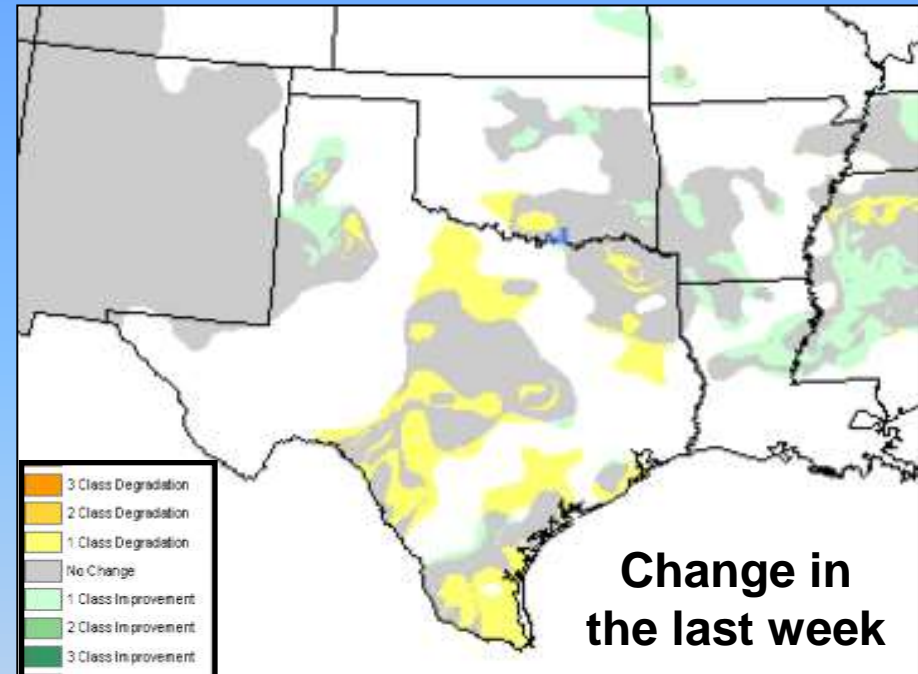 3 Class Degradation
2 Class Degradation
1 Class Degradation
No Change
1 Class Improvement
2 Class Improvement
3 Class Improvement
Change in
the last week